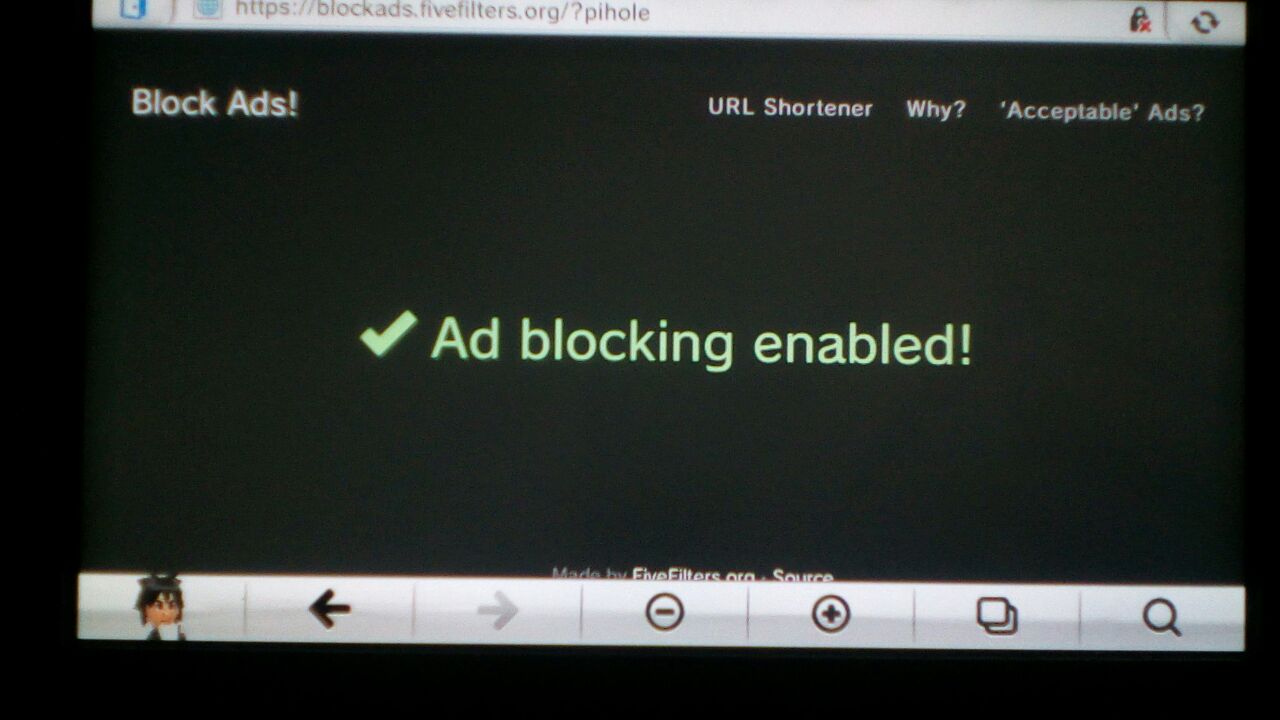 https://blockads.fivefilters.org/?pihole
Block Ads!
URL Shortener Why? 'Acceptable' Ads?
✔ Ad blocking enabled!
Made by FiveFilters.org · Source